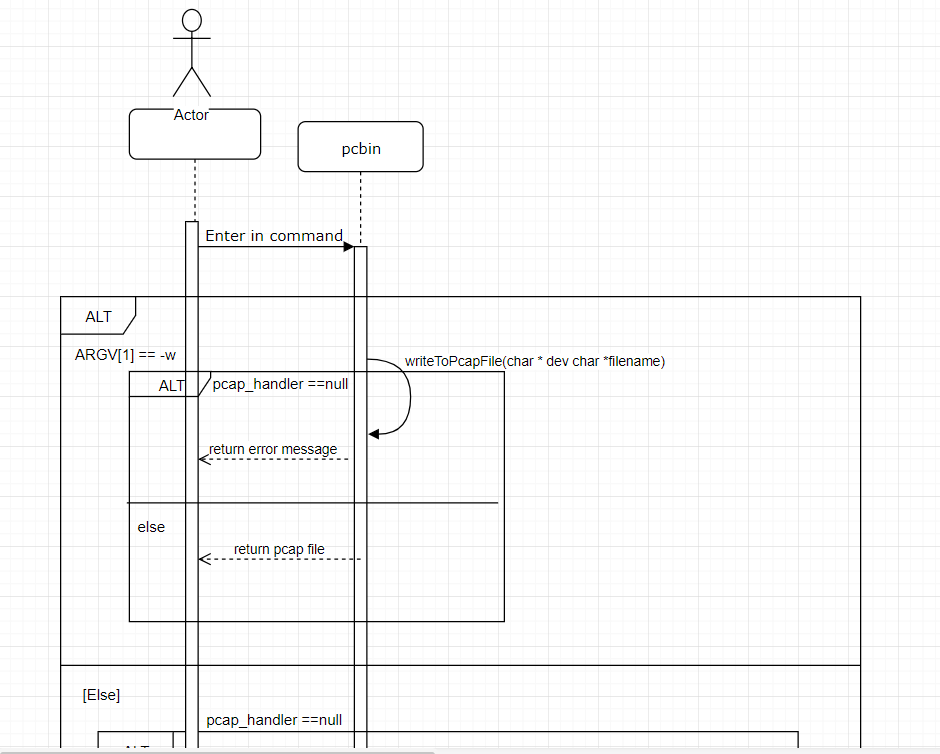 Actor
pcbin
Enter in command
ALT
ARGV[1] == -w
writeToPcapFile(char * dev char *filename)
ALT
pcap_handler ==null
return error message
else
return pcap file
[Else]
pcap_handler ==null
ALT